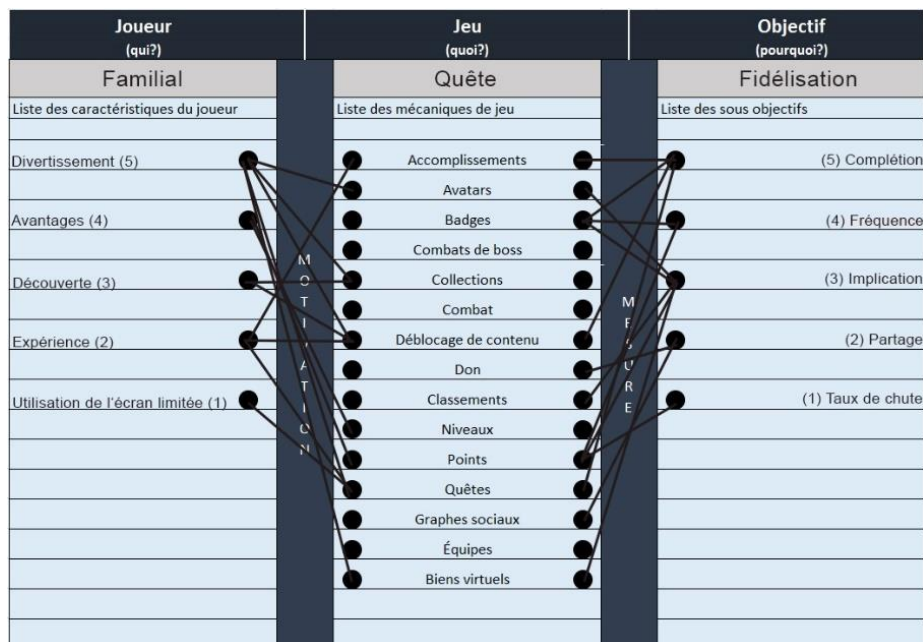 Joueur
(qui?)
Jeu
(quoi?)
Objectif
(pourquoi?)
Familial
Quête
Fidélisation
Liste des caractéristiques du joueur
Liste des mécaniques de jeu
Liste des sous objectifs
Divertissement (5)
Avantages (4)
Découverte (3)
Expérience (2)
Utilisation de l'écran limitée (1)
MOTIVATION
Accomplissements
Avatars
Badges
Combats de boss
Collections
Combat
Déblocage de contenu
Don
Classements
Niveaux
Points
Quêtes
Graphes sociaux
Équipes
Biens virtuels
MESURE
(5) Complétion
(4) Fréquence
(3) Implication
(2) Partage
(1) Taux de chute